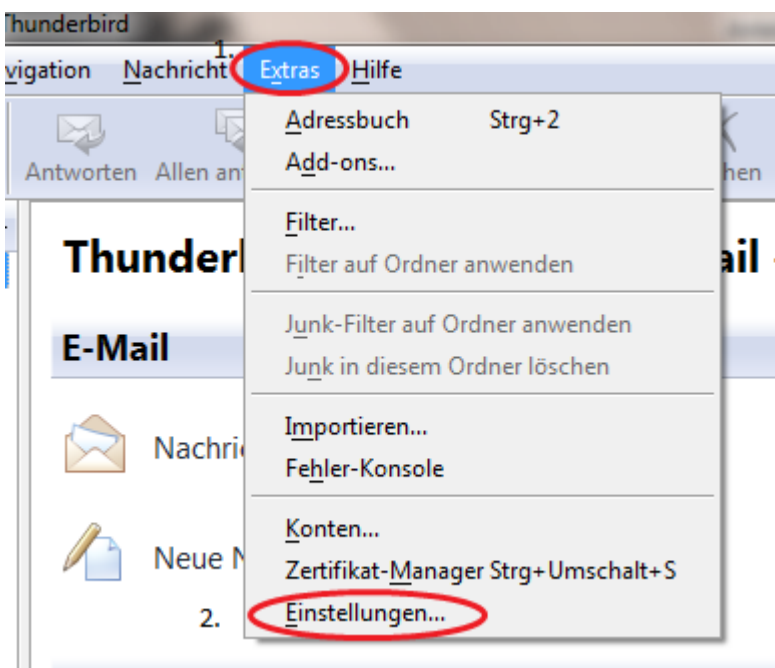 Thunderbird
1.
vigation Nachricht Extras Hilfe
Antworten Allen an hen
Adressbuch Strg+2
Add-ons...
Filter...
Thunder ail
Filter auf Ordner anwenden
Junk-Filter auf Ordner anwenden
E-Mail
Junk in diesem Ordner löschen
Importieren...
Nachri
Fehler-Konsole
Konten...
Neue N
Zertifikat-Manager Strg+Umschalt+S
2. Einstellungen...